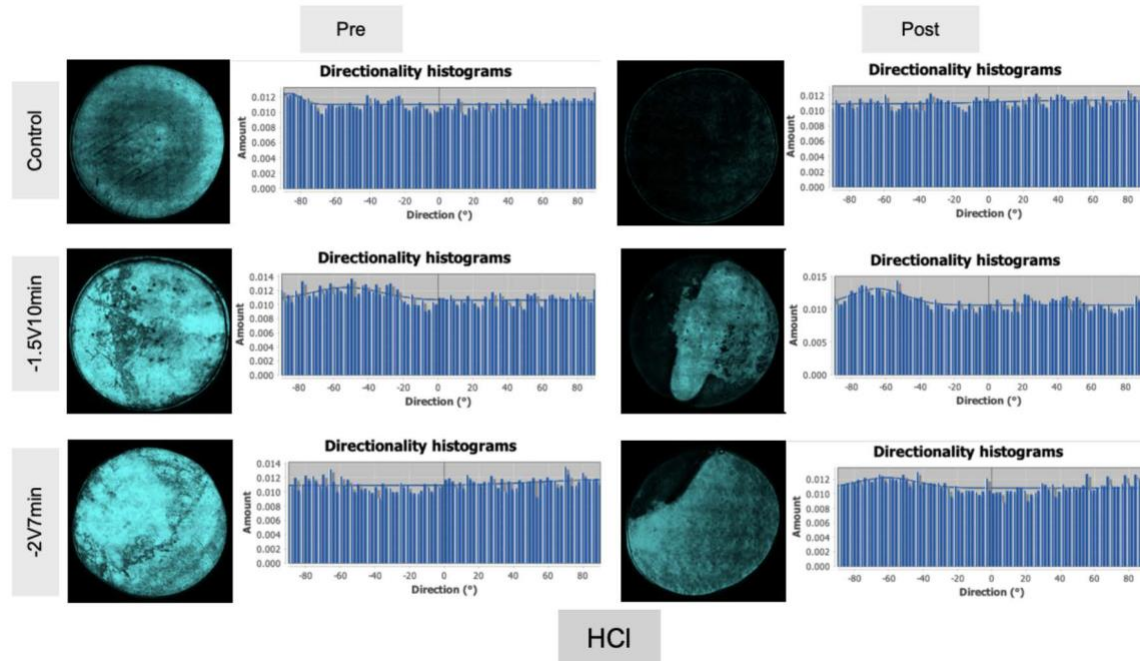 Pre
Post
Control
Directionality histograms
Amount
0.012
0.010
0.008
0.006
0.004
0.002
0.000
-80 -60 -40 -20 0 20 40 60 80
Direction (°)
Directionality histograms
Amount
0.012
0.010
0.008
0.006
0.004
0.002
0.000
-80 -60 -40 -20 0 20 40 60 80
Direction (°)
-1.5V10min
Directionality histograms
Amount
0.014
0.012
0.010
0.008
0.006
0.004
0.002
0.000
-80 -60 -40 -20 0 20 40 60 80
Direction (°)
Directionality histograms
Amount
0.015
0.010
0.005
0.000
-80 -60 -40 -20 0 20 40 60 80
Direction (°)
-2V7min
Directionality histograms
Amount
0.014
0.012
0.010
0.008
0.006
0.004
0.002
0.000
-80 -60 -40 -20 0 20 40 60 80
Direction (°)
Directionality histograms
Amount
0.012
0.010
0.008
0.006
0.004
0.002
0.000
-80 -60 -40 -20 0 20 40 60 80
Direction (°)
HCl